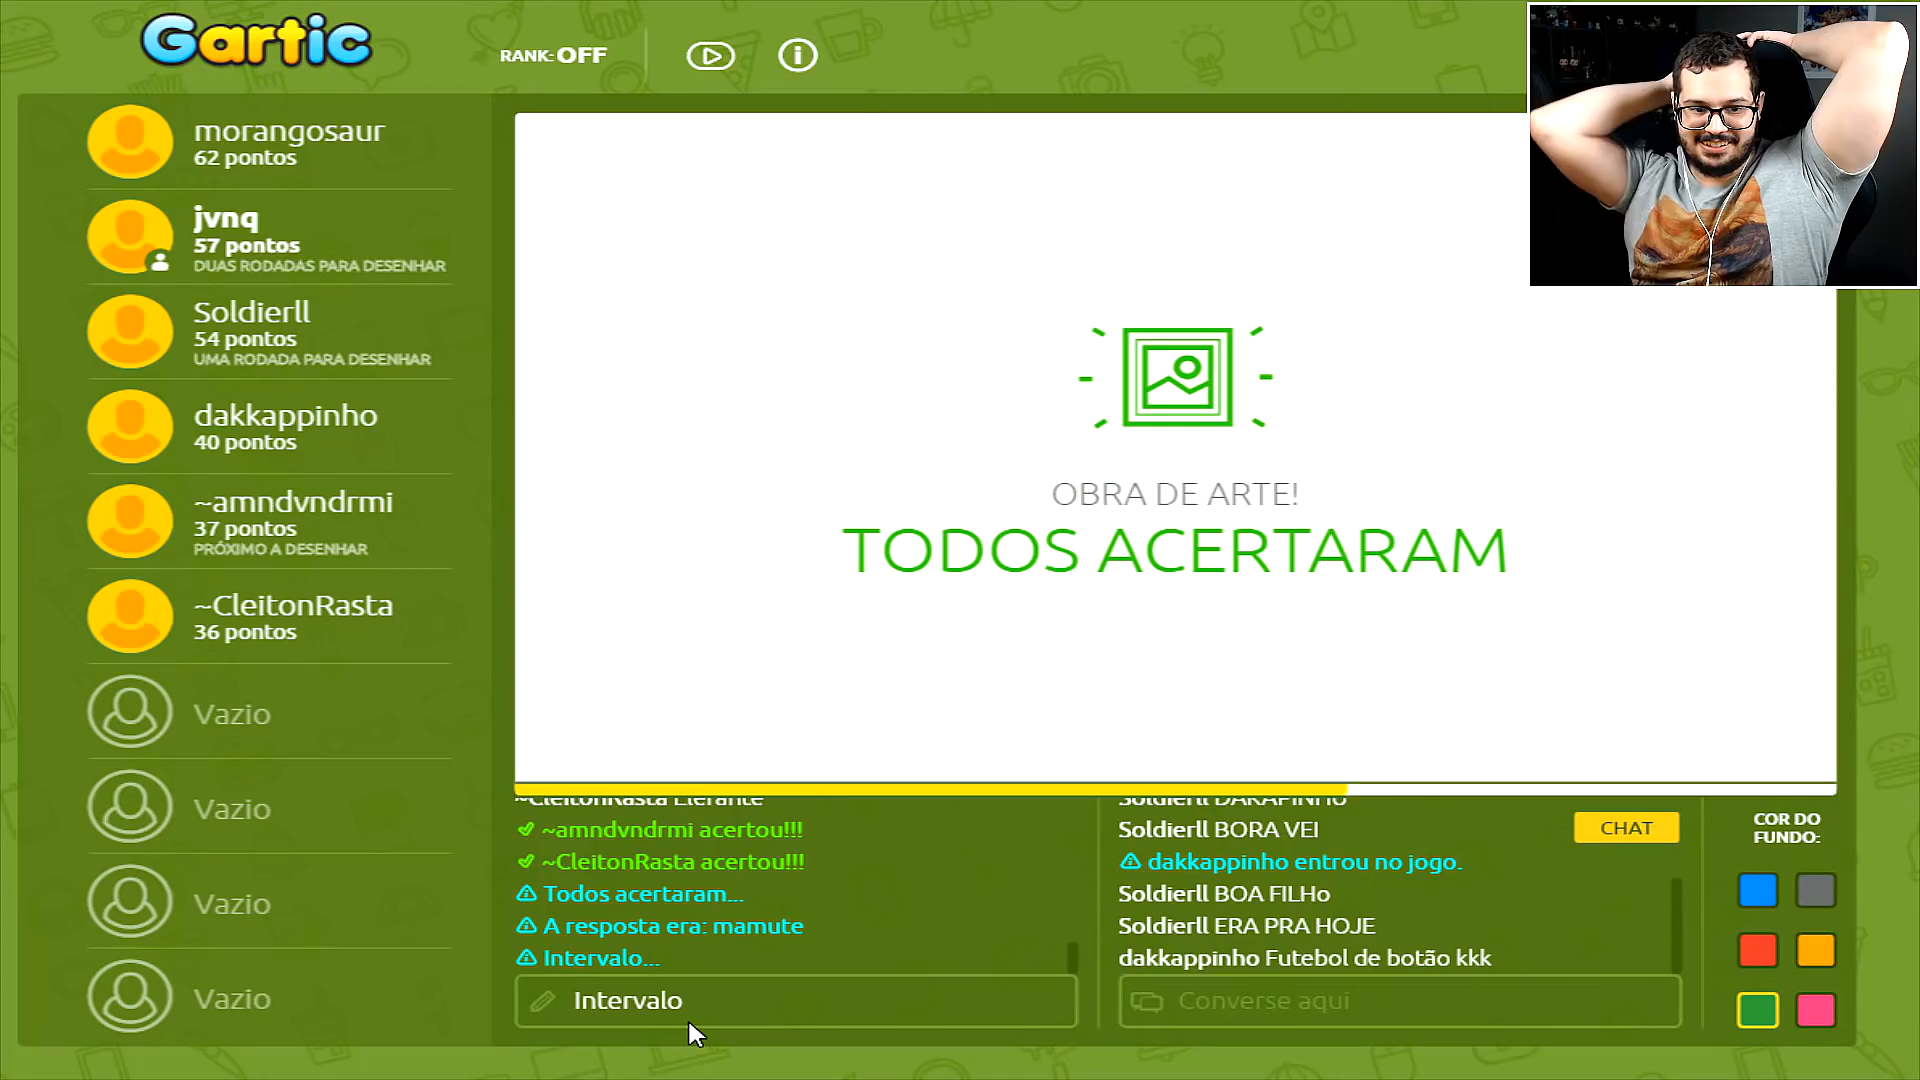 Gartic
RANK: OFF
morangosaur
62 pontos
jvnq
57 pontos
DUAS RODADAS PARA DESENHAR
Soldierll
54 pontos
UMA RODADA PARA DESENHAR
dakkappinho
40 pontos
~amndvndrmi
37 pontos
PRÓXIMO A DESENHAR
~CleitonRasta
36 pontos
Vazio
Vazio
Vazio
Vazio
OBRA DE ARTE!
TODOS ACERTARAM
~CleitonRasta Elefante
~amndvndrmi acertou!!!
~CleitonRasta acertou!!!
Todos acertaram...
A resposta era: mamute
Intervalo...
Intervalo
Soldierll DAKAPINHO
Soldierll BORA VEI
dakkappinho entrou no jogo.
Soldierll BOA FILHo
Soldierll ERA PRA HOJE
dakkappinho Futebol de botão kkk
Converse aqui
CHAT
COR DO
FUNDO: